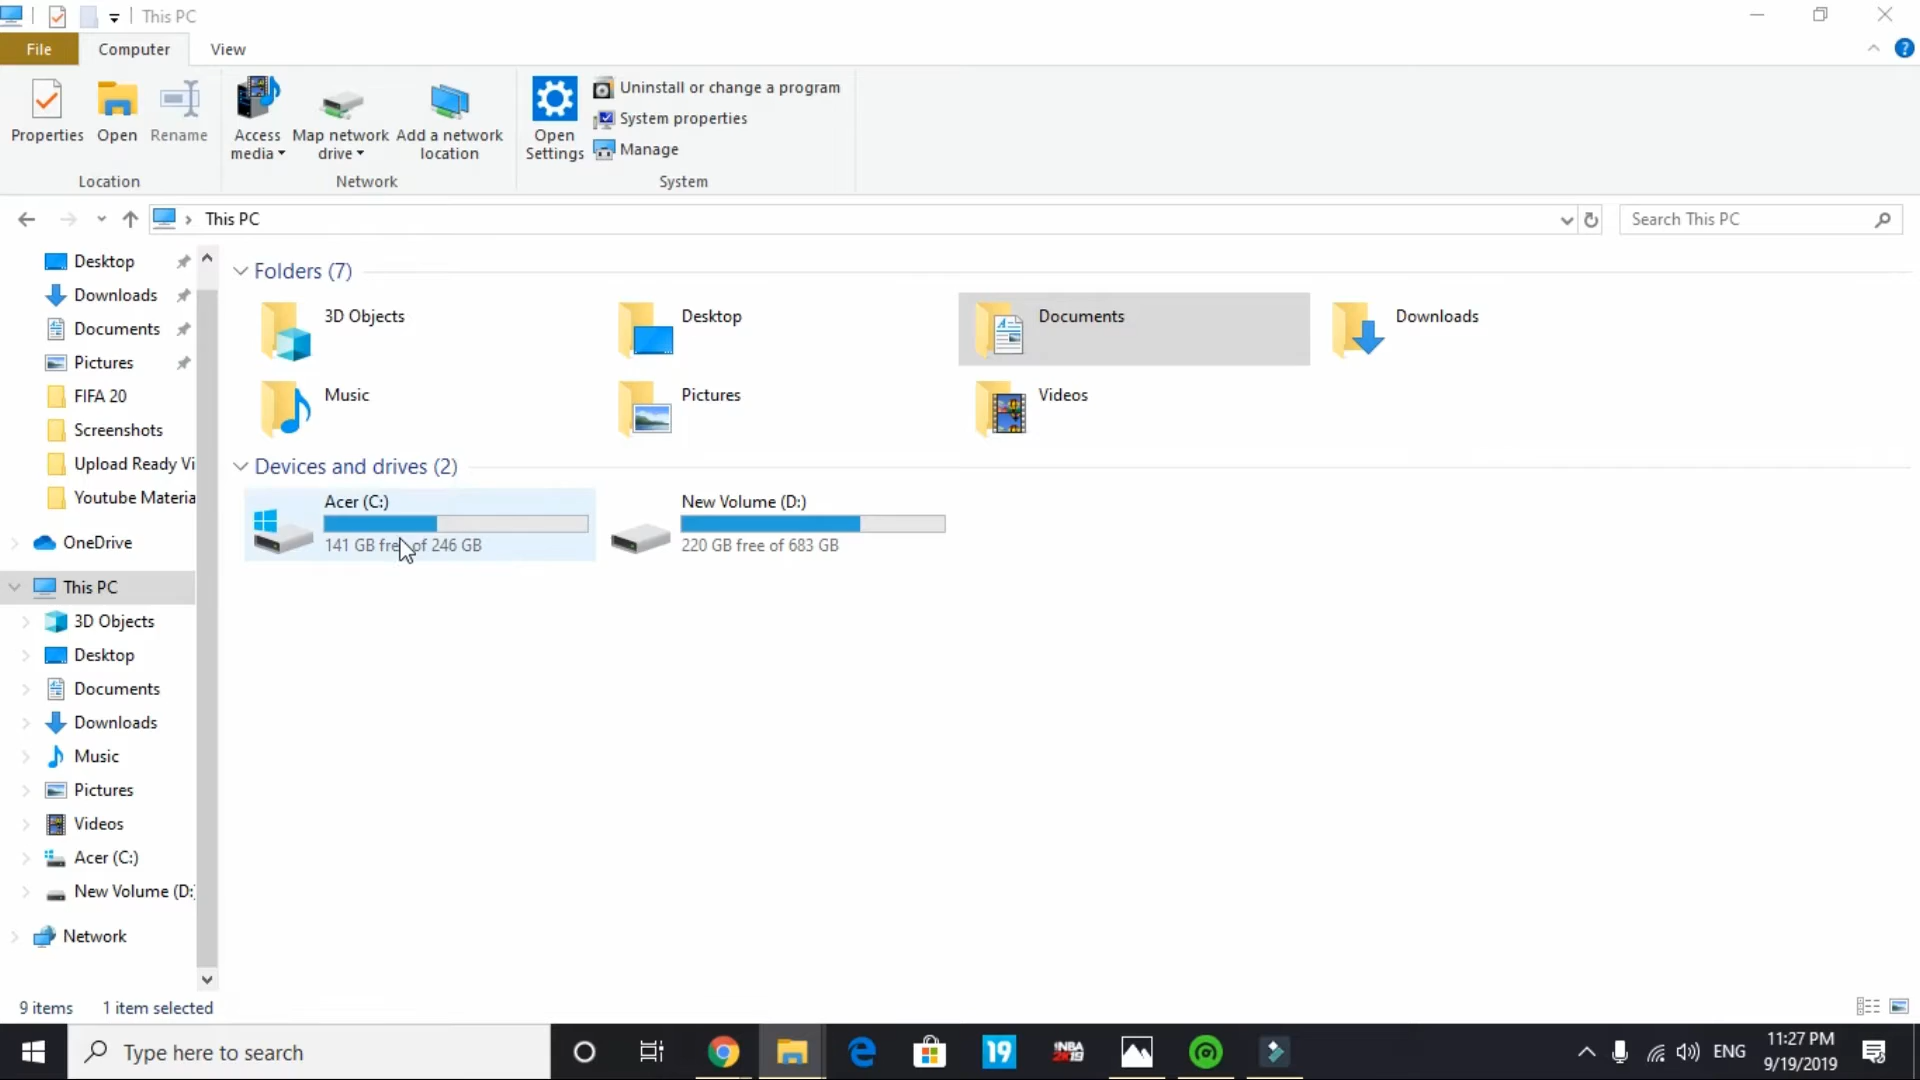 This PC
File
Computer
View
Properties
Open
Rename
Access
media
Map network
drive
Add a network
location
Open
Settings
Uninstall or change a program
System properties
Manage
Location
Network
System
This PC
Search This PC
Desktop
Downloads
Documents
Pictures
FIFA 20
Screenshots
Upload Ready Vi
Youtube Materia
OneDrive
This PC
3D Objects
Desktop
Documents
Downloads
Music
Pictures
Videos
Acer (C:)
New Volume (D:
Network
Folders (7)
3D Objects
Desktop
Documents
Downloads
Music
Pictures
Videos
Devices and drives (2)
Acer (C:)
141 GB free of 246 GB
New Volume (D:)
220 GB free of 683 GB
9 items
1 item selected
Type here to search
19
NBA
2K19
ENG
11:27 PM
9/19/2019